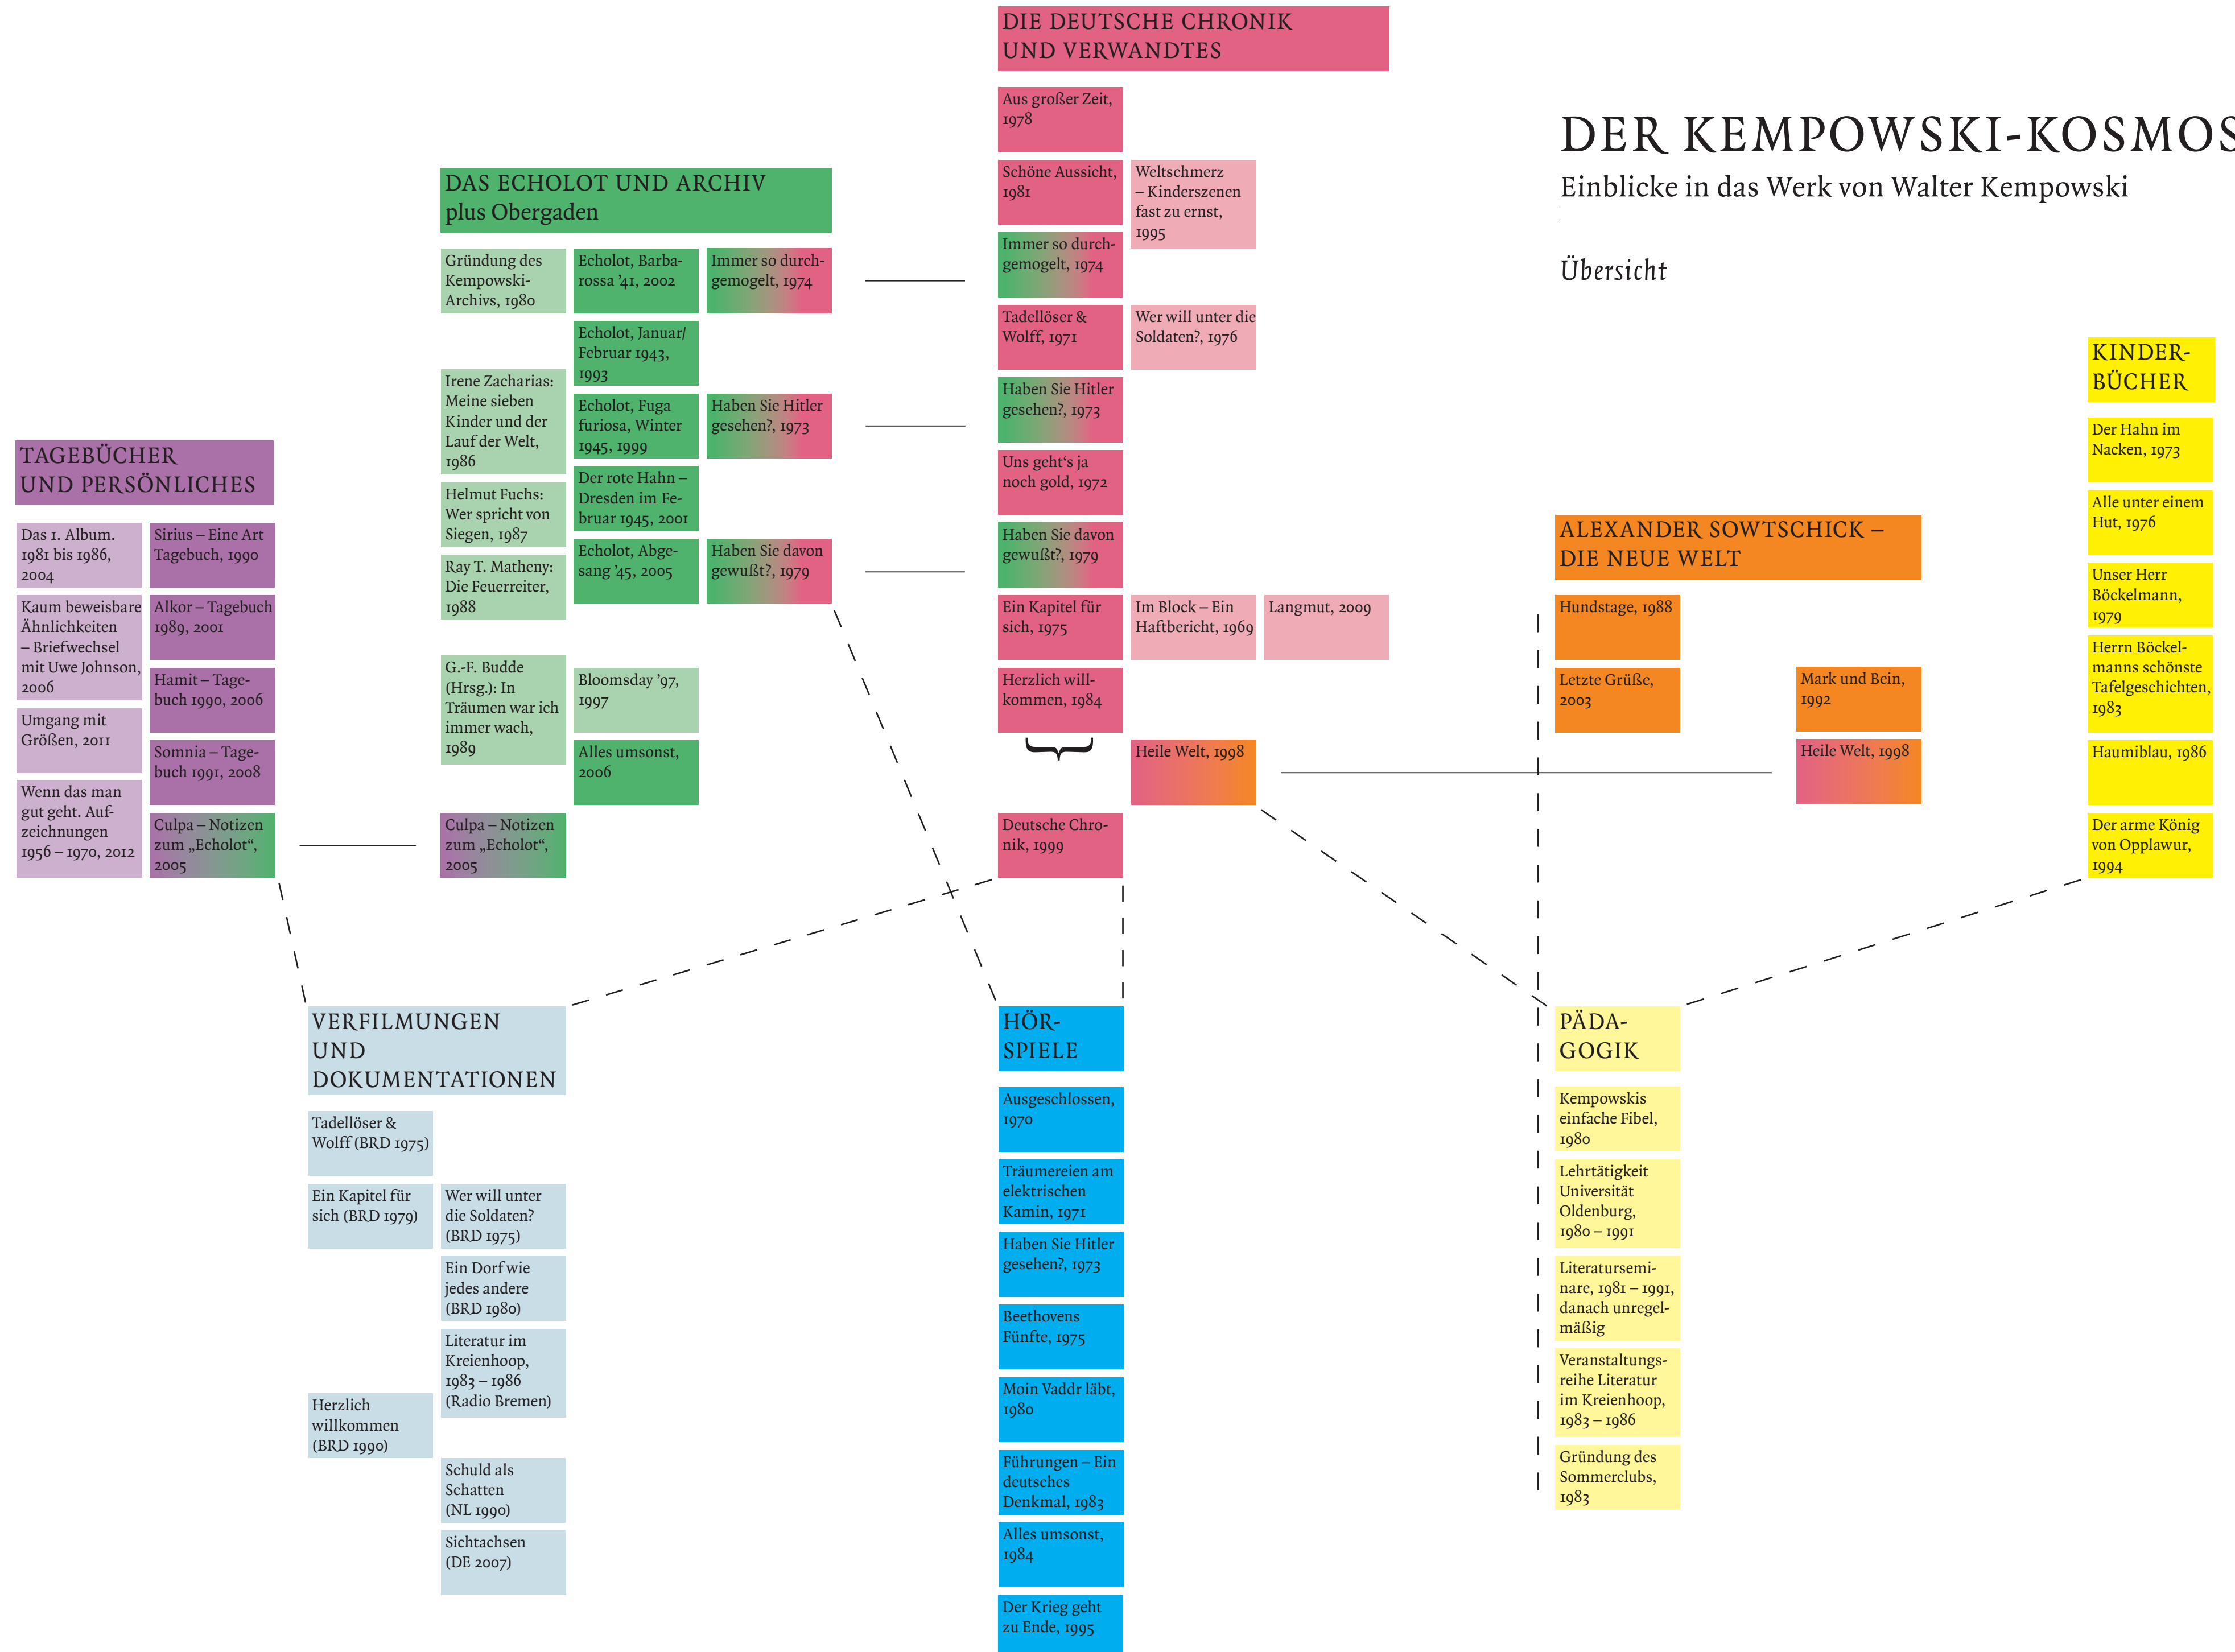 DER KEMPOWSKI-KOSMOS
Einblicke in das Werk von Walter Kempowski
Übersicht
TAGEBÜCHER
UND PERSÖNLICHES
Das 1. Album.
1981 bis 1986,
2004
Kaum beweisbare
Ähnlichkeiten
– Briefwechsel
mit Uwe Johnson,
2006
Umgang mit
Größen, 2011
Wenn das man
gut geht. Auf-
zeichnungen
1956 – 1970, 2012
Sirius – Eine Art
Tagebuch, 1990
Alkor – Tagebuch
1989, 2001
Hamit – Tage-
buch 1990, 2006
Somnia – Tage-
buch 1991, 2008
Culpa – Notizen
zum „Echolot“,
2005
DAS ECHOLOT UND ARCHIV
plus Obergaden
Gründung des
Kempowski-
Archivs, 1980
Irene Zacharias:
Meine sieben
Kinder und der
Lauf der Welt,
1986
Helmut Fuchs:
Wer spricht von
Siegen, 1987
Ray T. Matheny:
Die Feuerreiter,
1988
G.-F. Budde
(Hrsg.): In
Träumen war ich
immer wach,
1989
Culpa – Notizen
zum „Echolot“,
2005
Echolot, Barba-
rossa ’41, 2002
Echolot, Januar/
Februar 1943,
1993
Echolot, Fuga
furiosa, Winter
1945, 1999
Der rote Hahn –
Dresden im Fe-
bruar 1945, 2001
Echolot, Abge-
sang ’45, 2005
Bloomsday ’97,
1997
Alles umsonst,
2006
Immer so durch-
gemogelt, 1974
Haben Sie Hitler
gesehen?, 1973
Haben Sie davon
gewußt?, 1979
DIE DEUTSCHE CHRONIK
UND VERWANDTES
Aus großer Zeit,
1978
Schöne Aussicht,
1981
Immer so durch-
gemogelt, 1974
Tadellöser &
Wolff, 1971
Haben Sie Hitler
gesehen?, 1973
Uns geht‘s ja
noch gold, 1972
Haben Sie davon
gewußt?, 1979
Ein Kapitel für
sich, 1975
Herzlich will-
kommen, 1984
Deutsche Chro-
nik, 1999
Weltschmerz
– Kinderszenen
fast zu ernst,
1995
Wer will unter die
Soldaten?, 1976
Im Block – Ein
Haftbericht, 1969
Langmut, 2009
Heile Welt, 1998
ALEXANDER SOWTSCHICK –
DIE NEUE WELT
Hundstage, 1988
Letzte Grüße,
2003
Mark und Bein,
1992
Heile Welt, 1998
KINDER-
BÜCHER
Der Hahn im
Nacken, 1973
Alle unter einem
Hut, 1976
Unser Herr
Böckelmann,
1979
Herrn Böckel-
manns schönste
Tafelgeschichten,
1983
Haumiblau, 1986
Der arme König
von Opplawur,
1994
VERFILMUNGEN
UND
DOKUMENTATIONEN
Tadellöser &
Wolff (BRD 1975)
Ein Kapitel für
sich (BRD 1979)
Herzlich
willkommen
(BRD 1990)
Wer will unter
die Soldaten?
(BRD 1975)
Ein Dorf wie
jedes andere
(BRD 1980)
Literatur im
Kreienhoop,
1983 – 1986
(Radio Bremen)
Schuld als
Schatten
(NL 1990)
Sichtachsen
(DE 2007)
HÖR-
SPIELE
Ausgeschlossen,
1970
Träumereien am
elektrischen
Kamin, 1971
Haben Sie Hitler
gesehen?, 1973
Beethovens
Fünfte, 1975
Moin Vaddr läbt,
1980
Führungen – Ein
deutsches
Denkmal, 1983
Alles umsonst,
1984
Der Krieg geht
zu Ende, 1995
PÄDA-
GOGIK
Kempowskis
einfache Fibel,
1980
Lehrtätigkeit
Universität
Oldenburg,
1980 – 1991
Literatursemi-
nare, 1981 – 1991,
danach unregel-
mäßig
Veranstaltungs-
reihe Literatur
im Kreienhoop,
1983 – 1986
Gründung des
Sommerclubs,
1983